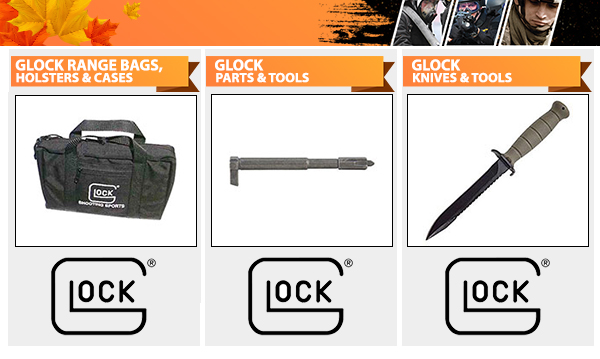 GLOCK RANGE BAGS,
HOLSTERS & CASES
GLOCK
PARTS & TOOLS
GLOCK
KNIVES & TOOLS
GLOCK®
SHOOTING SPORTS
GLOCK®
GLOCK®
GLOCK®